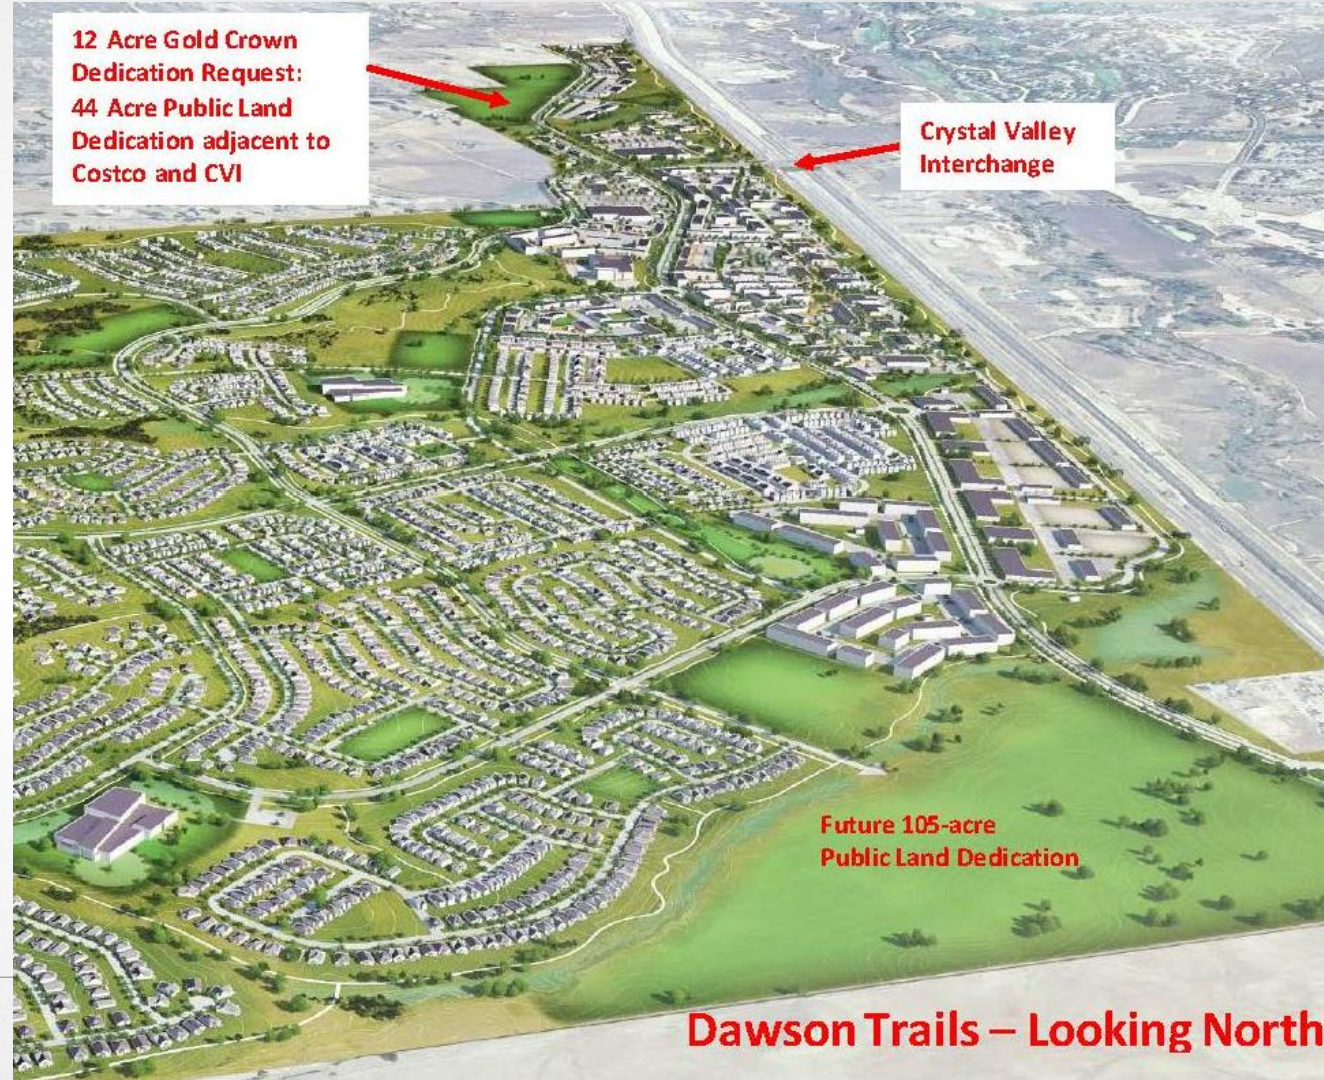 12 Acre Gold Crown
Dedication Request:
44 Acre Public Land
Dedication adjacent to
Costco and CVI
Crystal Valley
Interchange
Future 105-acre
Public Land Dedication
Dawson Trails – Looking North